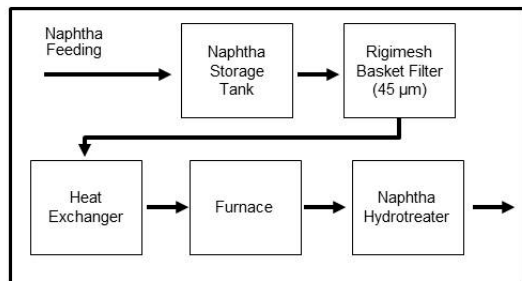 Naphtha
Feeding
Naphtha
Storage
Tank
Rigimesh
Basket Filter
(45 µm)
Heat
Exchanger
Furnace
Naphtha
Hydrotreater